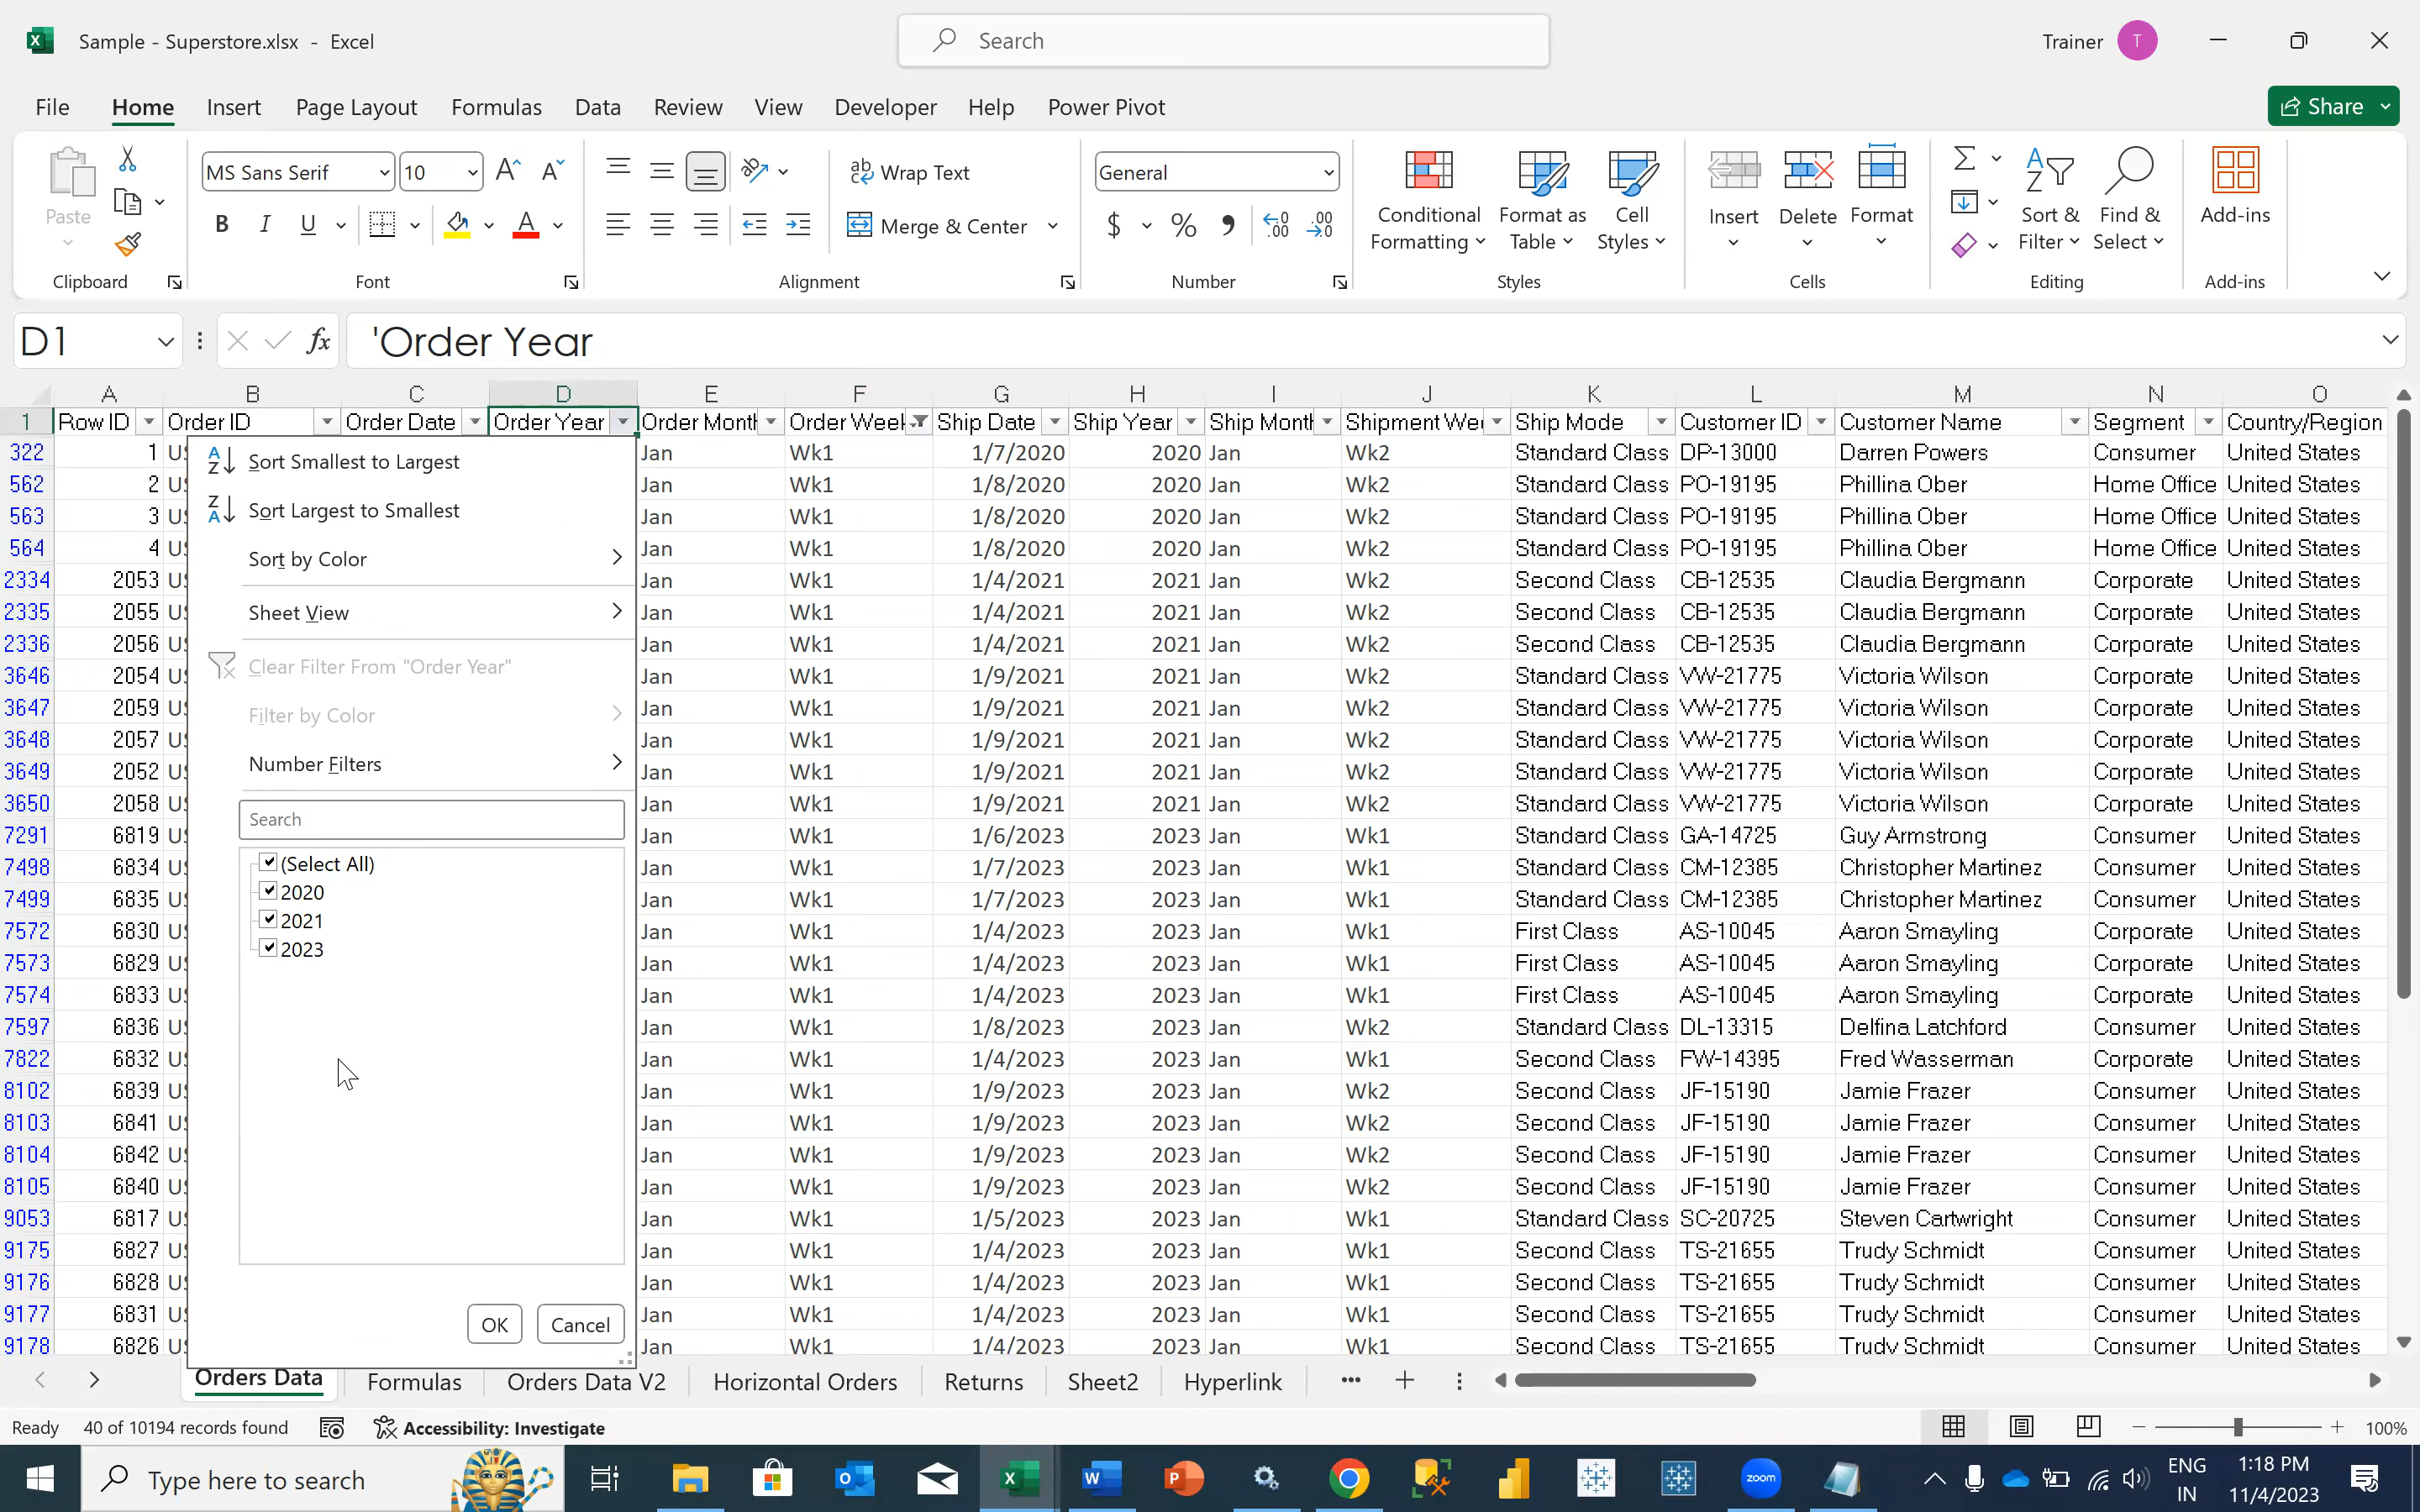 Sample - Superstore.xlsx - Excel
Search
Trainer T
File Home Insert Page Layout Formulas Data Review View Developer Help Power Pivot Share
Paste
Clipboard
MS Sans Serif 10
B I U A
Font
Wrap Text
Merge & Center
Alignment
General
$ % 9
Number
Conditional Formatting
Format as Table
Cell Styles
Styles
Insert Delete Format
Cells
Sort & Filter
Find & Select
Editing
Add-ins
Add-ins
D1 fx 'Order Year
A B C D E F G H I J K L M N O
1 Row ID Order ID Order Date Order Year Order Month Order Week Ship Date Ship Year Ship Month Shipment We Ship Mode Customer ID Customer Name Segment Country/Region
322 1 US Jan Wk1 1/7/2020 2020 Jan Wk2 Standard Class DP-13000 Darren Powers Consumer United States
562 2 US Jan Wk1 1/8/2020 2020 Jan Wk2 Standard Class PO-19195 Phillina Ober Home Office United States
563 3 US Jan Wk1 1/8/2020 2020 Jan Wk2 Standard Class PO-19195 Phillina Ober Home Office United States
564 4 US Jan Wk1 1/8/2020 2020 Jan Wk2 Standard Class PO-19195 Phillina Ober Home Office United States
2334 2053 US Jan Wk1 1/4/2021 2021 Jan Wk2 Second Class CB-12535 Claudia Bergmann Corporate United States
2335 2055 US Jan Wk1 1/4/2021 2021 Jan Wk2 Second Class CB-12535 Claudia Bergmann Corporate United States
2336 2056 US Jan Wk1 1/4/2021 2021 Jan Wk2 Second Class CB-12535 Claudia Bergmann Corporate United States
3646 2054 US Jan Wk1 1/9/2021 2021 Jan Wk2 Standard Class VW-21775 Victoria Wilson Corporate United States
3647 2059 US Jan Wk1 1/9/2021 2021 Jan Wk2 Standard Class VW-21775 Victoria Wilson Corporate United States
3648 2057 US Jan Wk1 1/9/2021 2021 Jan Wk2 Standard Class VW-21775 Victoria Wilson Corporate United States
3649 2052 US Jan Wk1 1/9/2021 2021 Jan Wk2 Standard Class VW-21775 Victoria Wilson Corporate United States
3650 2058 US Jan Wk1 1/9/2021 2021 Jan Wk2 Standard Class VW-21775 Victoria Wilson Corporate United States
7291 6819 US Jan Wk1 1/6/2023 2023 Jan Wk1 Standard Class GA-14725 Guy Armstrong Consumer United States
7498 6834 US Jan Wk1 1/7/2023 2023 Jan Wk1 Standard Class CM-12385 Christopher Martinez Consumer United States
7499 6835 US Jan Wk1 1/7/2023 2023 Jan Wk1 Standard Class CM-12385 Christopher Martinez Consumer United States
7572 6830 US Jan Wk1 1/4/2023 2023 Jan Wk1 First Class AS-10045 Aaron Smayling Corporate United States
7573 6829 US Jan Wk1 1/4/2023 2023 Jan Wk1 First Class AS-10045 Aaron Smayling Corporate United States
7574 6833 US Jan Wk1 1/4/2023 2023 Jan Wk1 First Class AS-10045 Aaron Smayling Corporate United States
7597 6836 US Jan Wk1 1/8/2023 2023 Jan Wk2 Standard Class DL-13315 Delfina Latchford Consumer United States
7822 6832 US Jan Wk1 1/4/2023 2023 Jan Wk1 Second Class FW-14395 Fred Wasserman Corporate United States
8102 6839 US Jan Wk1 1/9/2023 2023 Jan Wk2 Second Class JF-15190 Jamie Frazer Consumer United States
8103 6841 US Jan Wk1 1/9/2023 2023 Jan Wk2 Second Class JF-15190 Jamie Frazer Consumer United States
8104 6842 US Jan Wk1 1/9/2023 2023 Jan Wk2 Second Class JF-15190 Jamie Frazer Consumer United States
8105 6840 US Jan Wk1 1/9/2023 2023 Jan Wk2 Second Class JF-15190 Jamie Frazer Consumer United States
9053 6817 US Jan Wk1 1/5/2023 2023 Jan Wk1 Standard Class SC-20725 Steven Cartwright Consumer United States
9175 6827 US Jan Wk1 1/4/2023 2023 Jan Wk1 Second Class TS-21655 Trudy Schmidt Consumer United States
9176 6828 US Jan Wk1 1/4/2023 2023 Jan Wk1 Second Class TS-21655 Trudy Schmidt Consumer United States
9177 6831 US Jan Wk1 1/4/2023 2023 Jan Wk1 Second Class TS-21655 Trudy Schmidt Consumer United States
9178 6826 US Jan Wk1 1/4/2023 2023 Jan Wk1 Second Class TS-21655 Trudy Schmidt Consumer United States
Sort Smallest to Largest
Sort Largest to Smallest
Sort by Color
Sheet View
Clear Filter From "Order Year"
Filter by Color
Number Filters
Search
(Select All)
2020
2021
2023
OK Cancel
Orders Data Formulas Orders Data V2 Horizontal Orders Returns Sheet2 Hyperlink
Ready 40 of 10194 records found Accessibility: Investigate 100%
Type here to search
zoom
ENG
IN
1:18 PM
11/4/2023